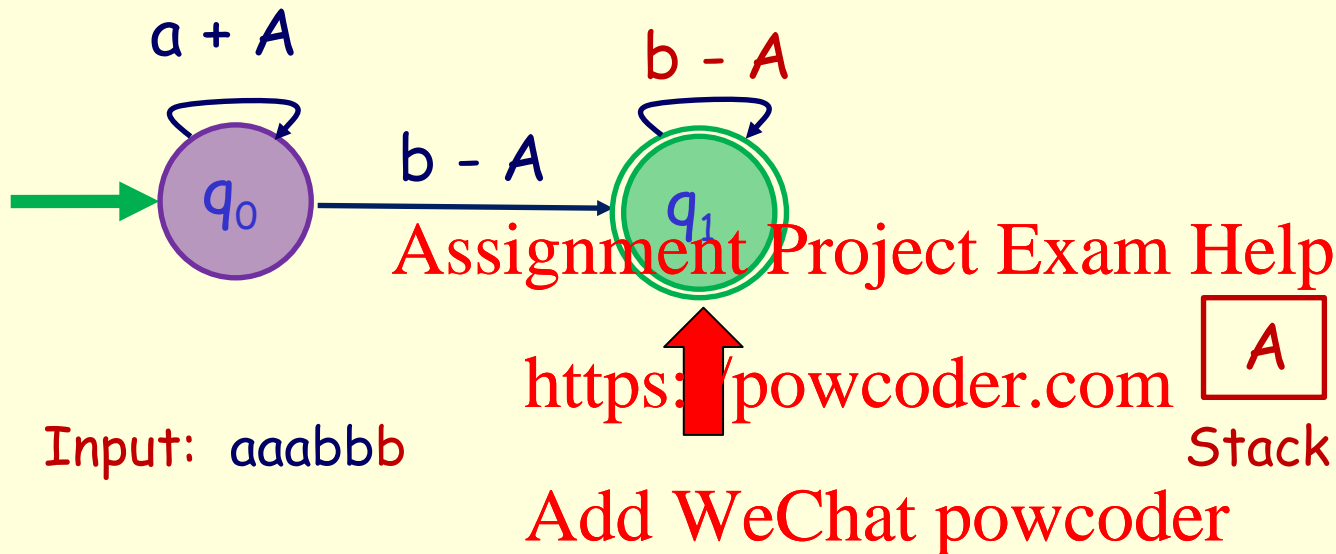 a + A
b - A
b - A
q0
q1
Assignment Project Exam Help
A
https://powcoder.com
Input: aaabbb
Stack
Add WeChat powcoder